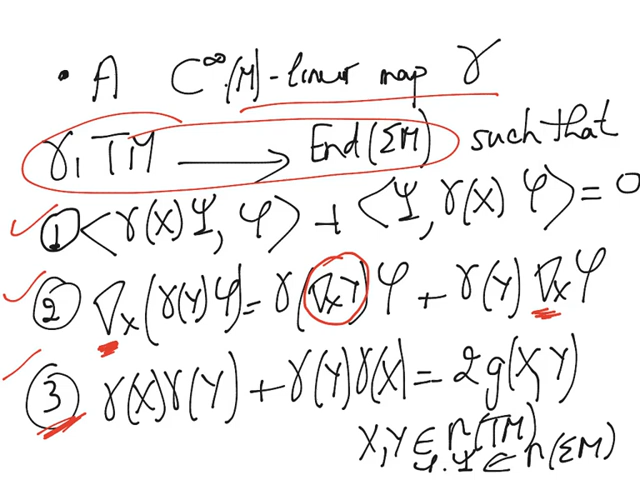 • A C^∞(M)-linear map γ
γ: TM ⟶ End(ΣM) such that
① <γ(X)Ψ, φ> + <Ψ, γ(X) φ> = 0
② ∇_X(γ(Y)φ) = γ(∇_X Y)φ + γ(Y) ∇_X φ
③ γ(X)γ(Y) + γ(Y)γ(X) = 2g(X,Y)
X, Y ∈ Γ(TM)
φ, Ψ ∈ Γ(ΣM)